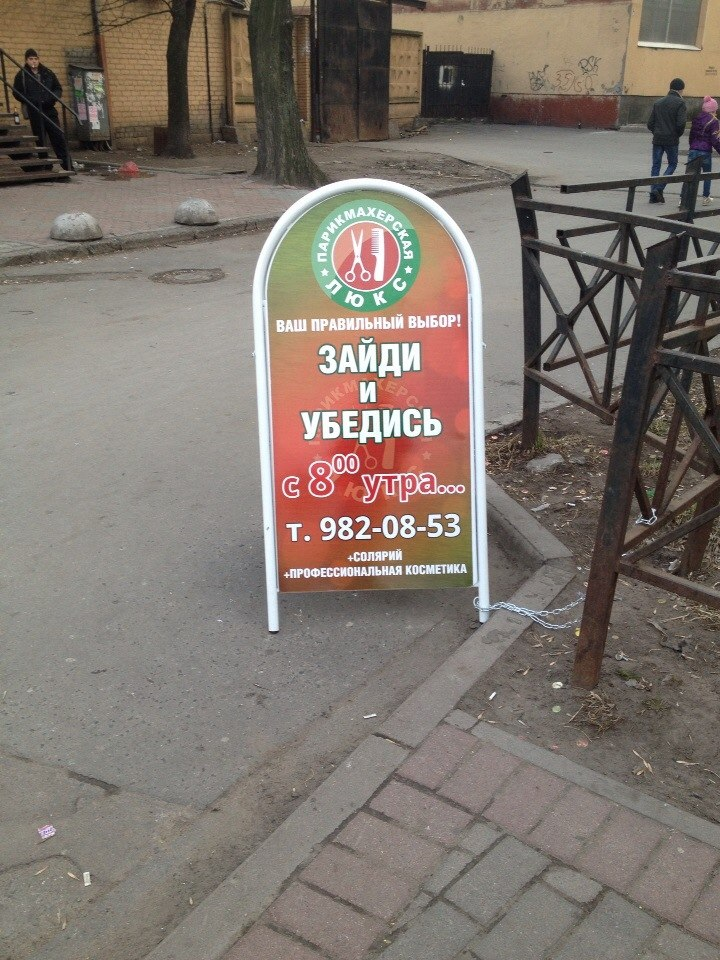 ПАРИКМАХЕРСКАЯ
ЛЮКС
ВАШ ПРАВИЛЬНЫЙ ВЫБОР!
ЗАЙДИ
и
УБЕДИСЬ
с 8⁰⁰ утра...
т. 982-08-53
+СОЛЯРИЙ
+ПРОФЕССИОНАЛЬНАЯ КОСМЕТИКА